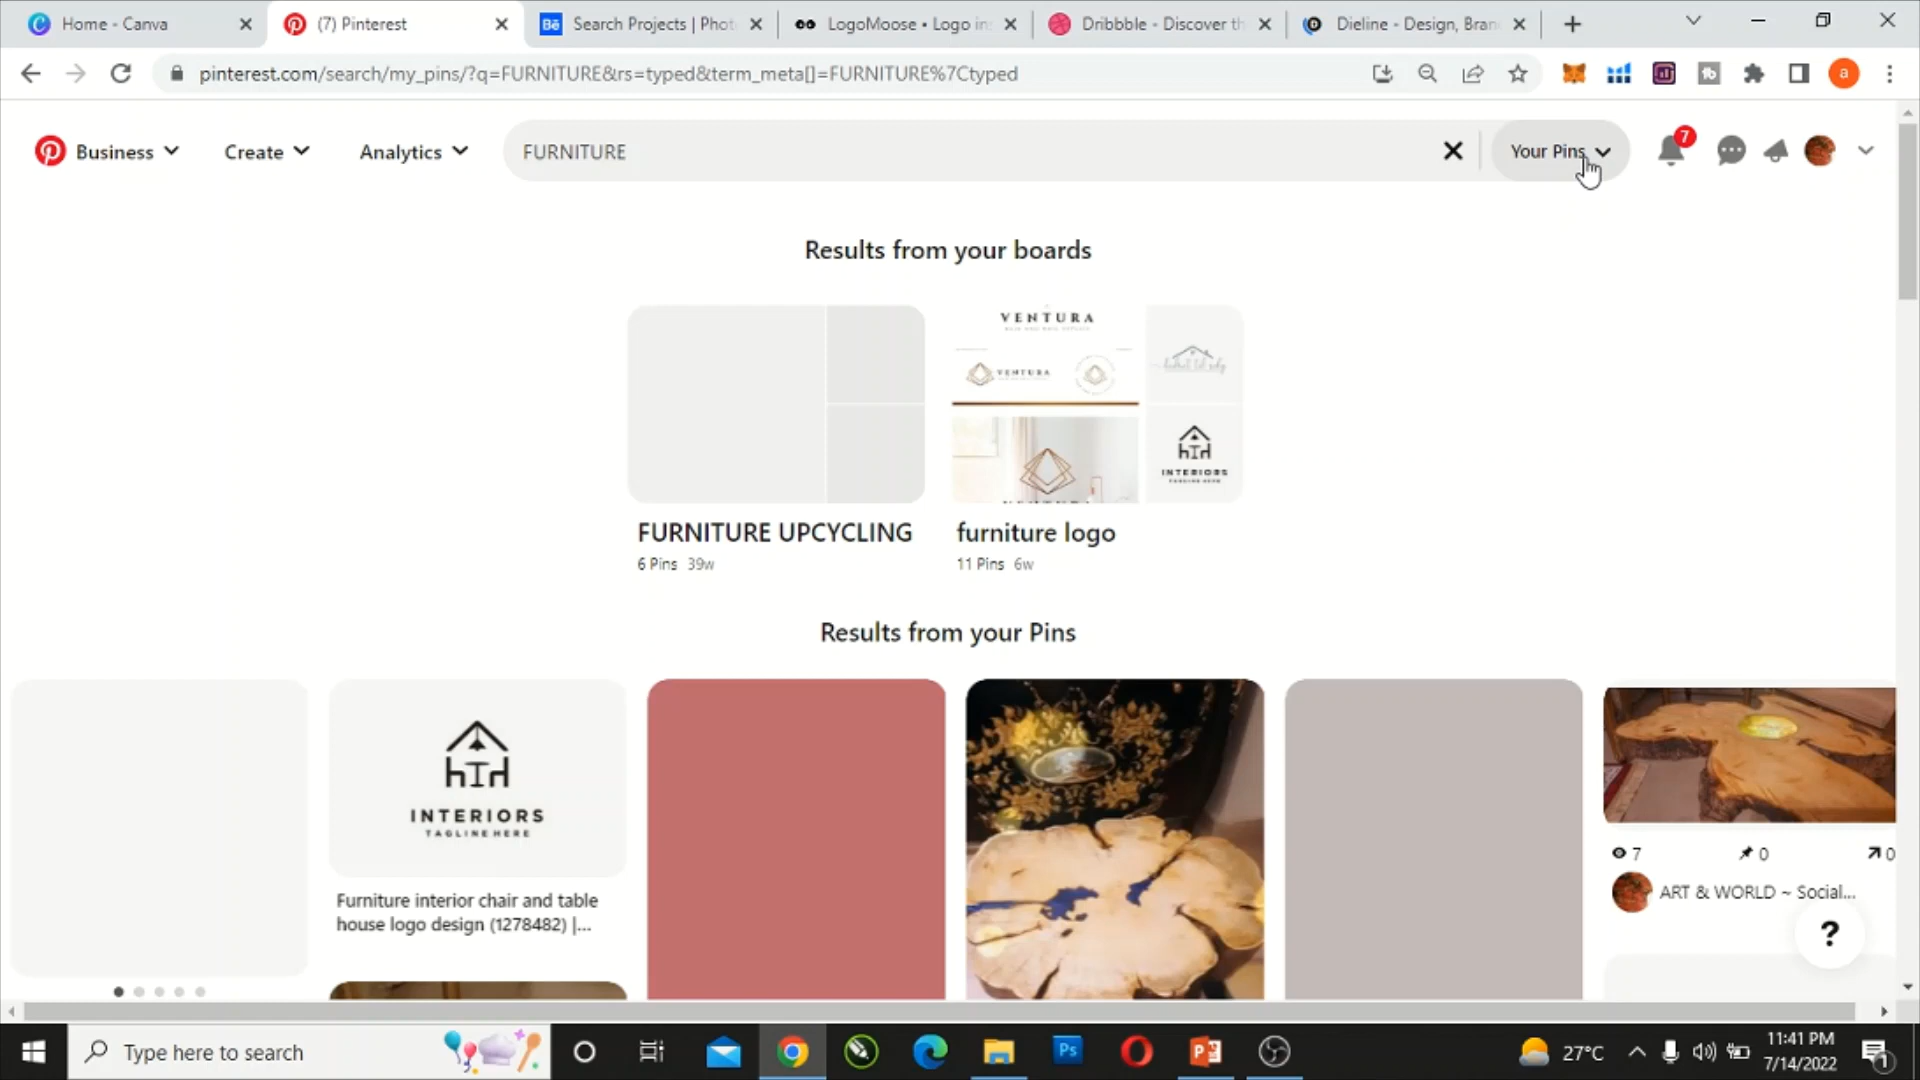 Home - Canva
(7) Pinterest
Bē
Search Projects | Phot
LogoMoose • Logo in
Dribbble - Discover th
Dieline - Design, Bran
pinterest.com/search/my_pins/?q=FURNITURE&rs=typed&term_meta[]=FURNITURE%7Ctyped
a
Business
Create
Analytics
FURNITURE
Your Pins
7
Results from your boards
VENTURA
VENTURA
INTERIORS
FURNITURE UPCYCLING
6 Pins 39w
furniture logo
11 Pins 6w
Results from your Pins
INTERIORS
TAGLINE HERE
Furniture interior chair and table
house logo design (1278482) |...
7
0
0
ART & WORLD ~ Social...
?
Type here to search
Ps
27°C
11:41 PM
7/14/2022
1